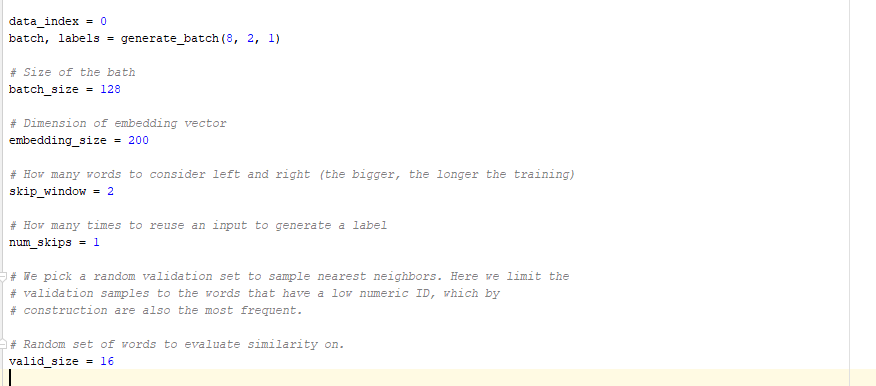 data_index = 0
batch, labels = generate_batch(8, 2, 1)
# Size of the bath
batch_size = 128
# Dimension of embedding vector
embedding_size = 200
# How many words to consider left and right (the bigger, the longer the training)
skip_window = 2
# How many times to reuse an input to generate a label
num_skips = 1
# We pick a random validation set to sample nearest neighbors. Here we limit the
# validation samples to the words that have a low numeric ID, which by
# construction are also the most frequent.
# Random set of words to evaluate similarity on.
valid_size = 16